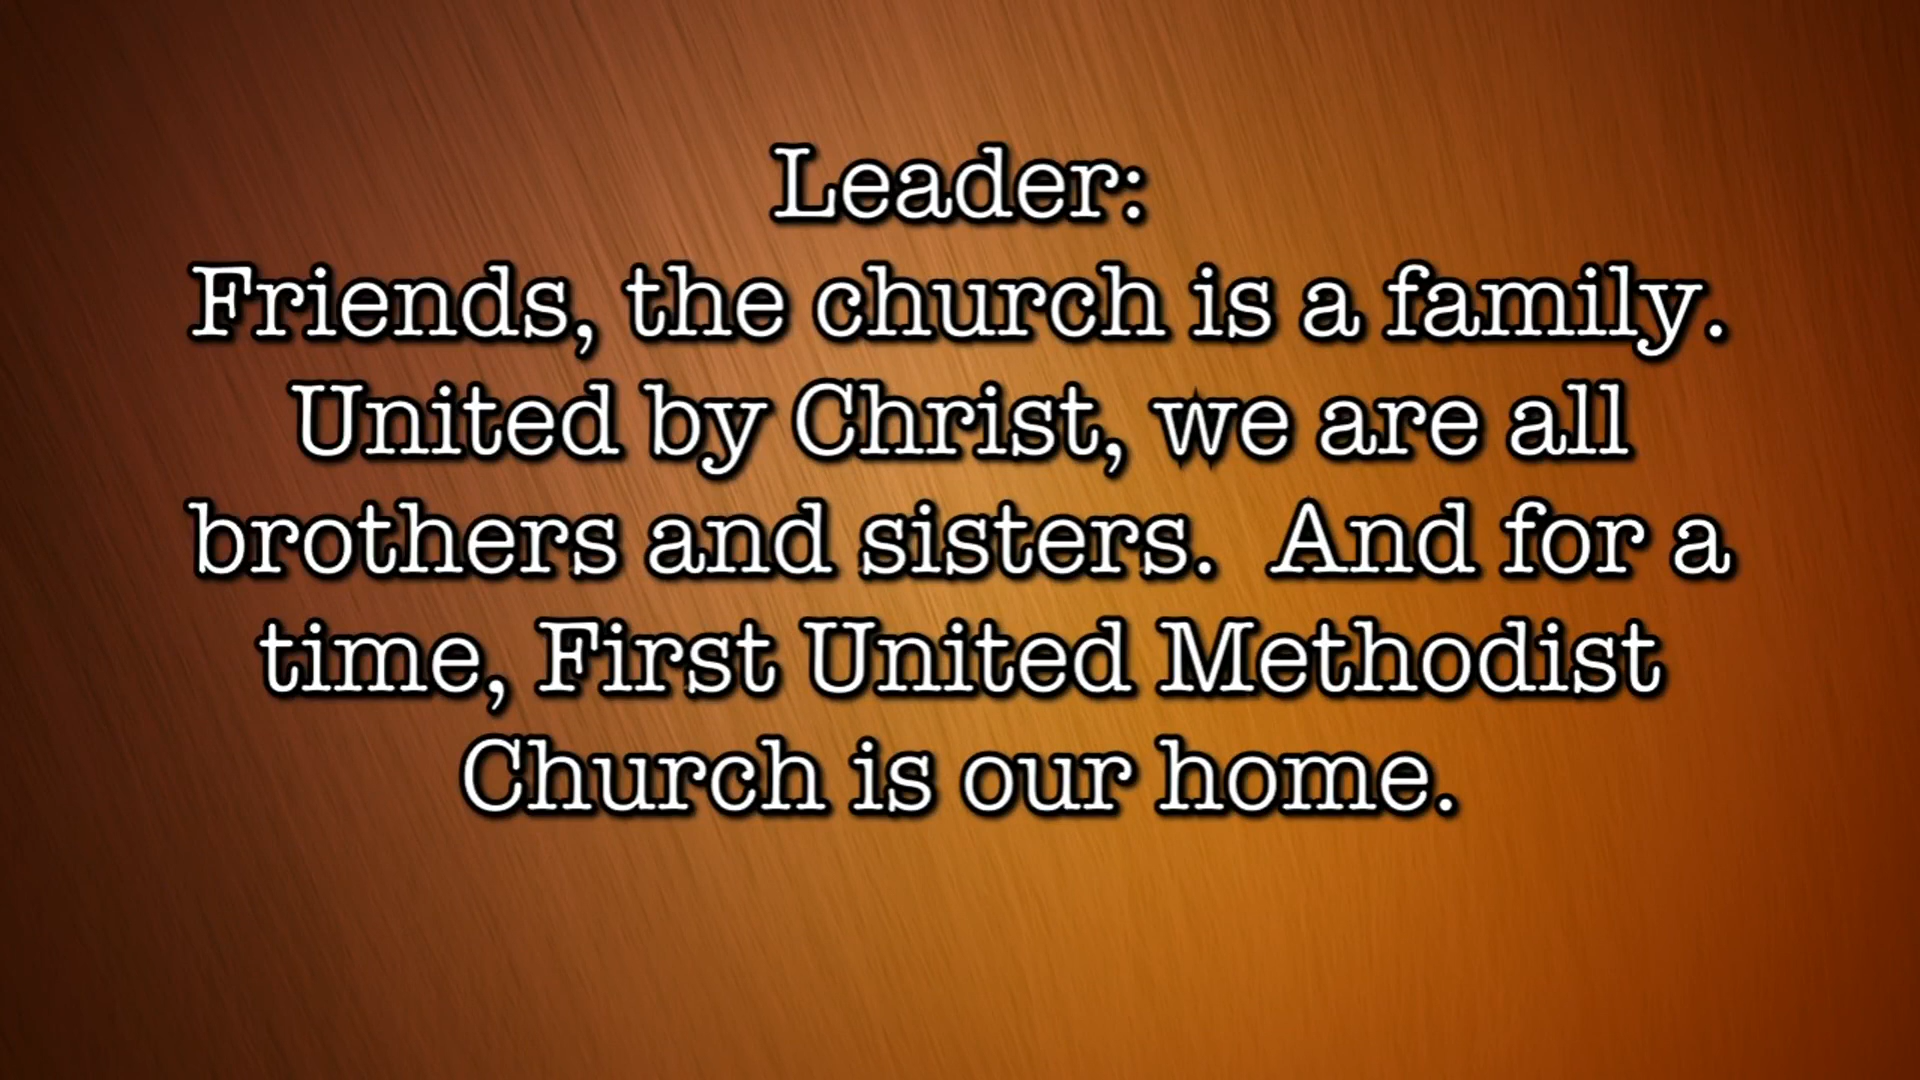 Leader:
Friends, the church is a family.
United by Christ, we are all
brothers and sisters.  And for a
time, First United Methodist
Church is our home.